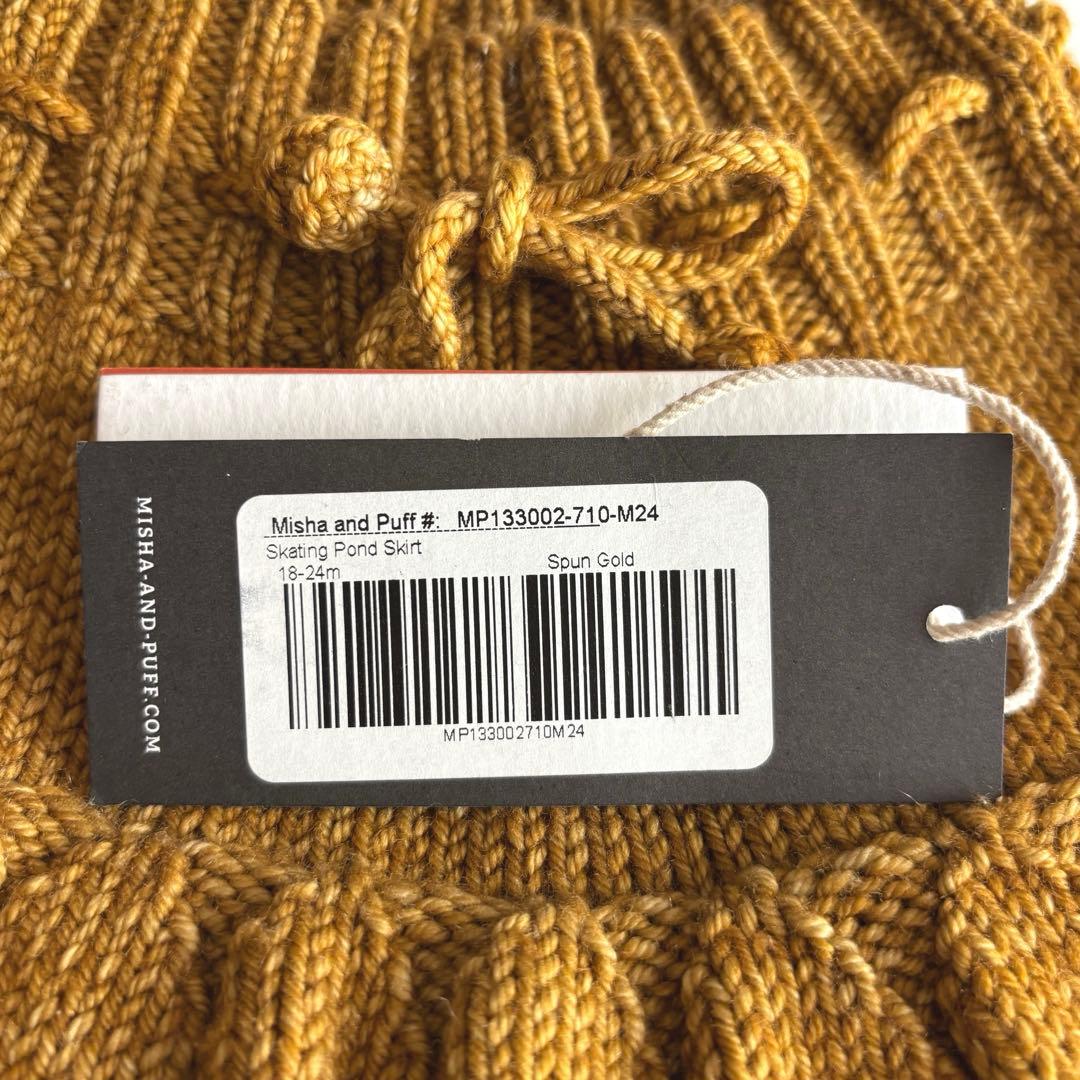 MISHA-AND-PUFF.COM
Misha and Puff #: MP133002-710-M24
Skating Pond Skirt
18-24m Spun Gold
MP133002710M24